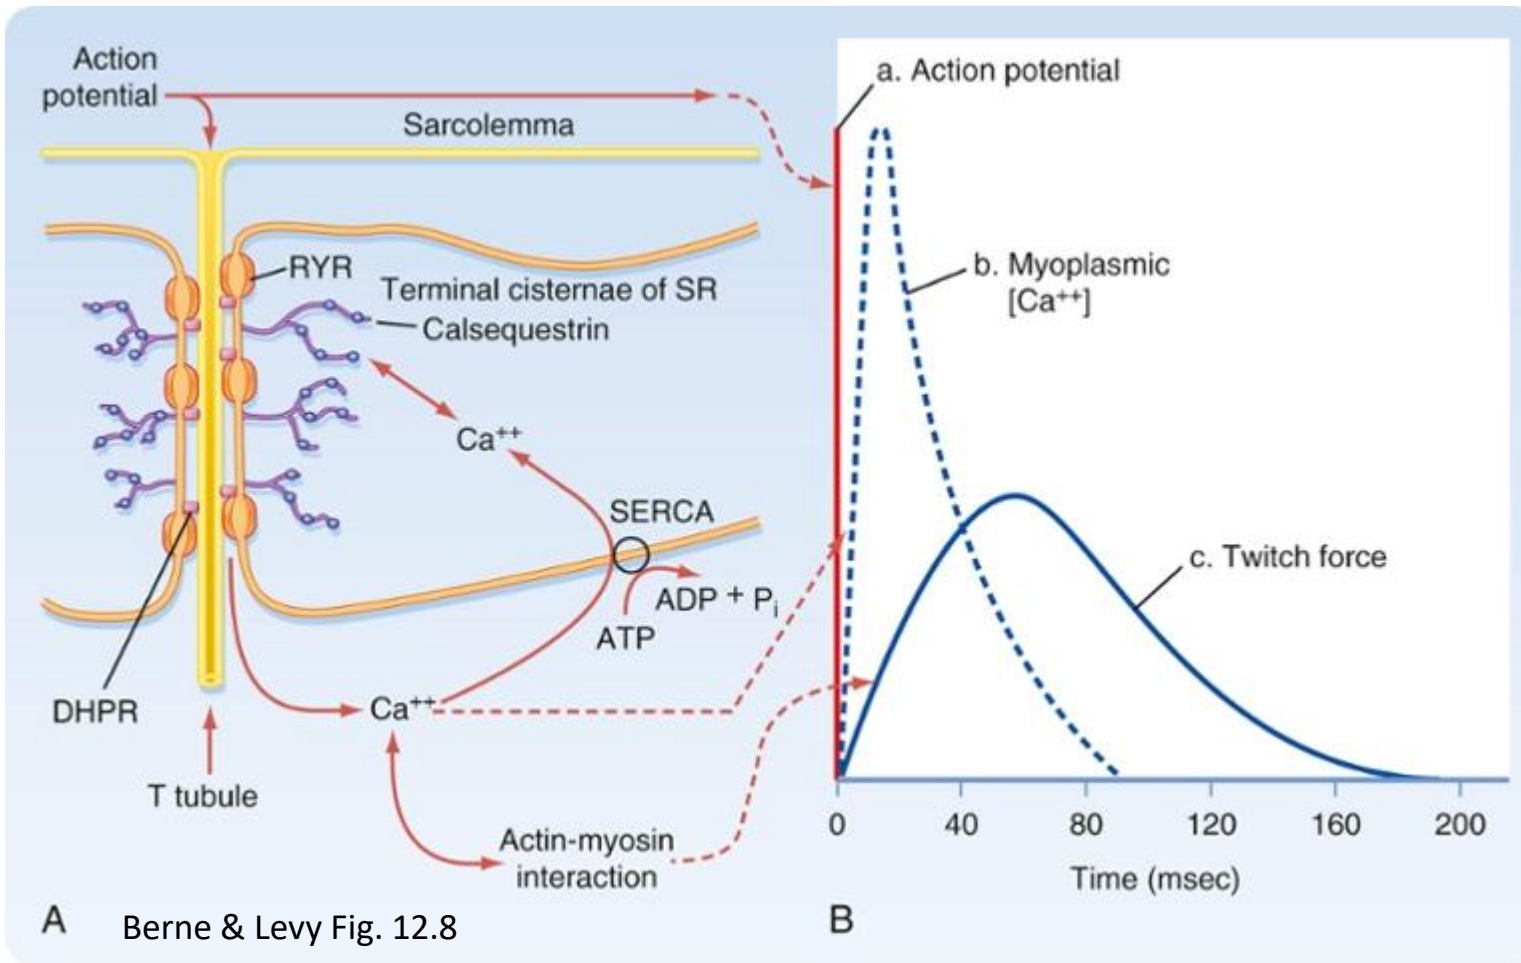 Action
potential
Sarcolemma
RYR
Terminal cisternae of SR
Calsequestrin
Ca⁺⁺
SERCA
ADP + Pᵢ
ATP
DHPR
Ca⁺⁺
T tubule
Actin-myosin
interaction
A
Berne & Levy Fig. 12.8
a. Action potential
b. Myoplasmic
[Ca⁺⁺]
c. Twitch force
0 40 80 120 160 200
Time (msec)
B